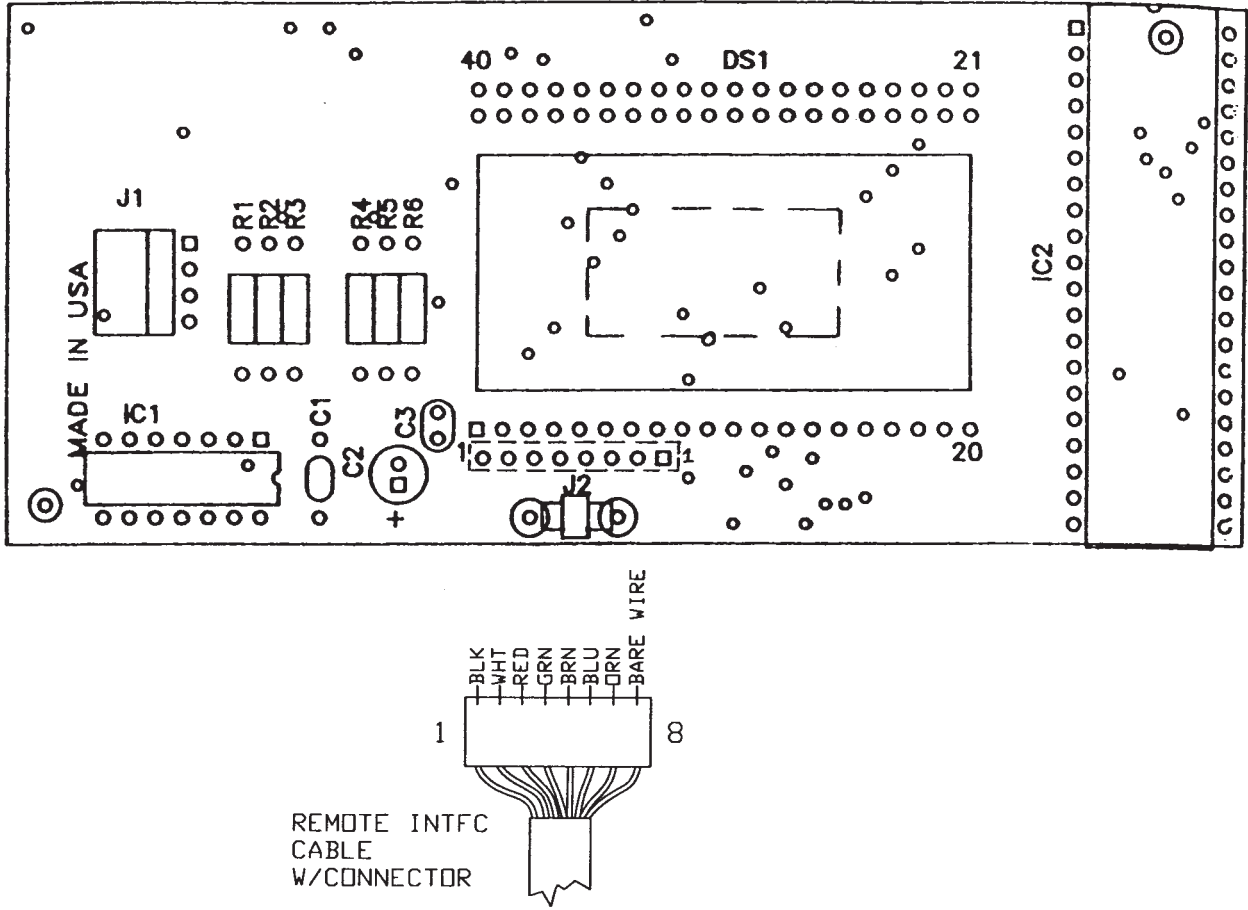 40 DS1 21
J1
R1
R2
R3
R4
R5
R6
IC2
MADE IN USA
IC1
C1
C2
C3
+
1 1
20
J2
BLK
WHT
RED
GRN
BRN
BLU
ORN
BARE WIRE
1 8
REMOTE INTFC
CABLE
W/CONNECTOR